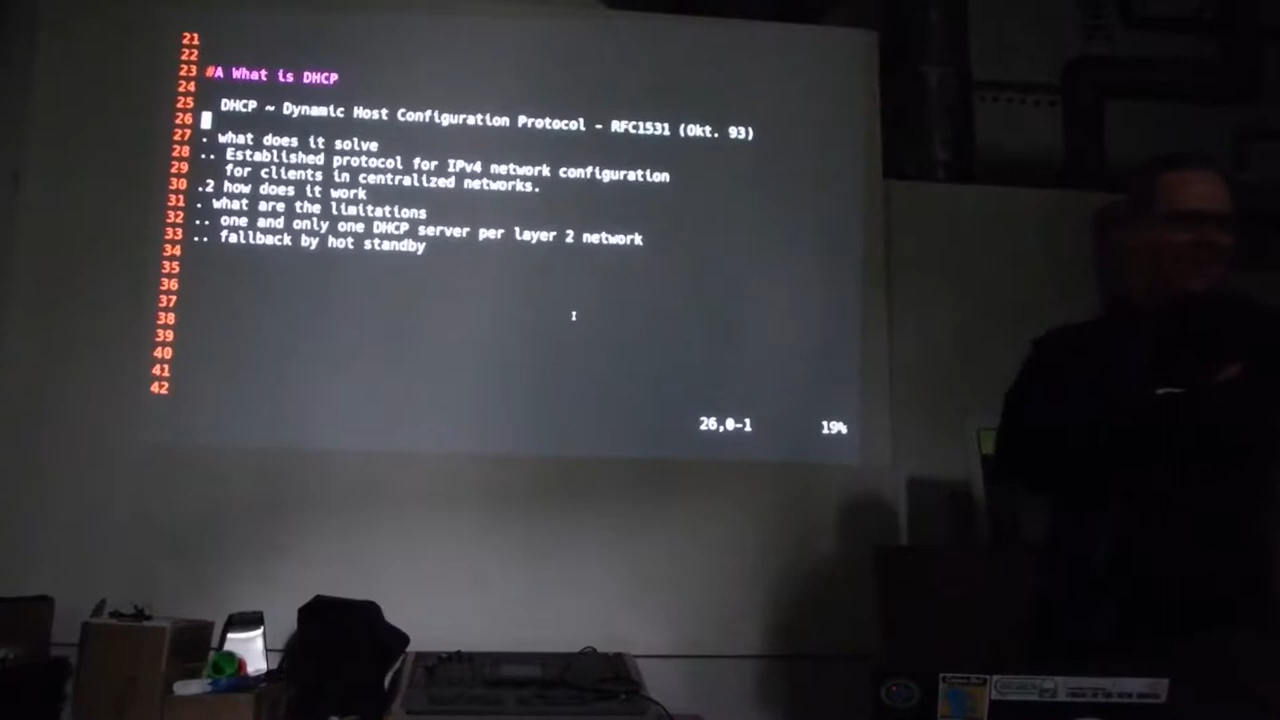 21
22
23 #A What is DHCP
24
25 DHCP ~ Dynamic Host Configuration Protocol - RFC1531 (Okt. 93)
26
27 . what does it solve
28 .. Established protocol for IPv4 network configuration
29 for clients in centralized networks.
30 .2 how does it work
31 . what are the limitations
32 .. one and only one DHCP server per layer 2 network
33 .. fallback by hot standby
34
35
36
37
38
39
40
41
42
26,0-1 19%